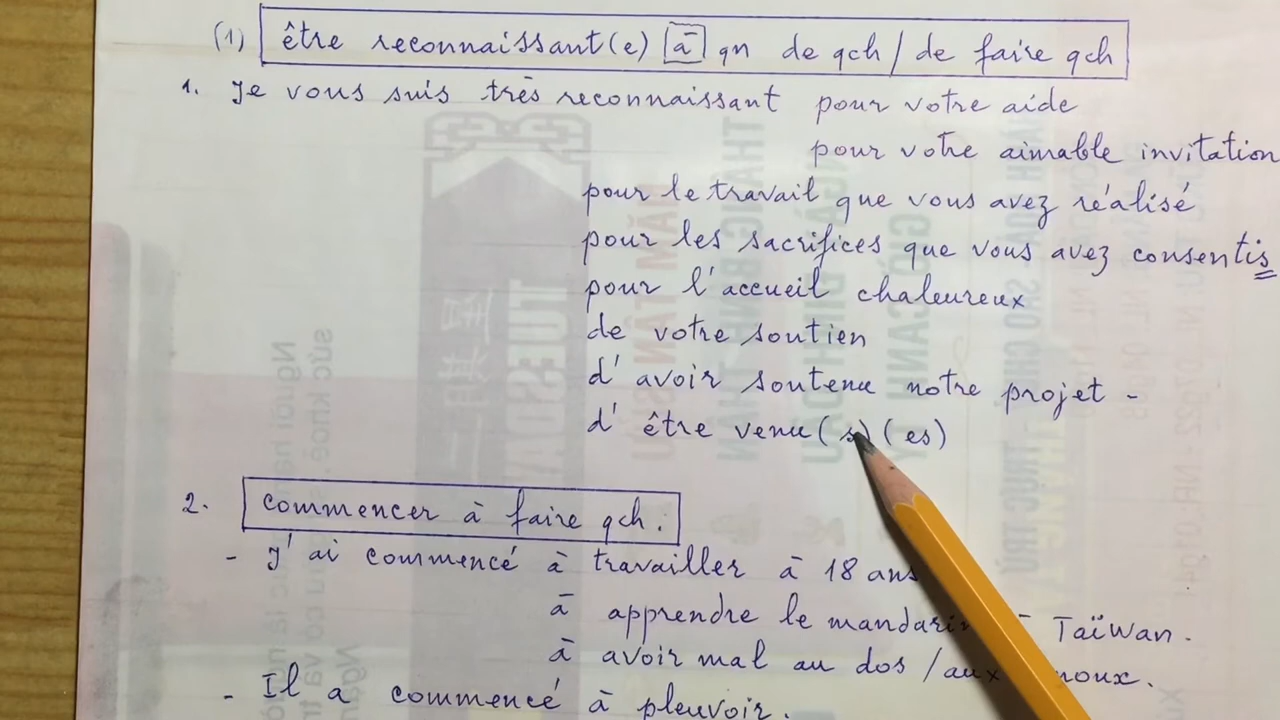 (1) être reconnaissant(e) à qn de qch / de faire qch
1. Je vous suis très reconnaissant pour votre aide
pour votre aimable invitation
pour le travail que vous avez réalisé
pour les sacrifices que vous avez consentis
pour l'accueil chaleureux
de votre soutien
d'avoir soutenu notre projet -
d'être venu(s)(es)
2. commencer à faire qch.
- J'ai commencé à travailler à 18 ans
à apprendre le mandarin à Taïwan.
à avoir mal au dos / aux
- Il a commencé à pleuvoir.